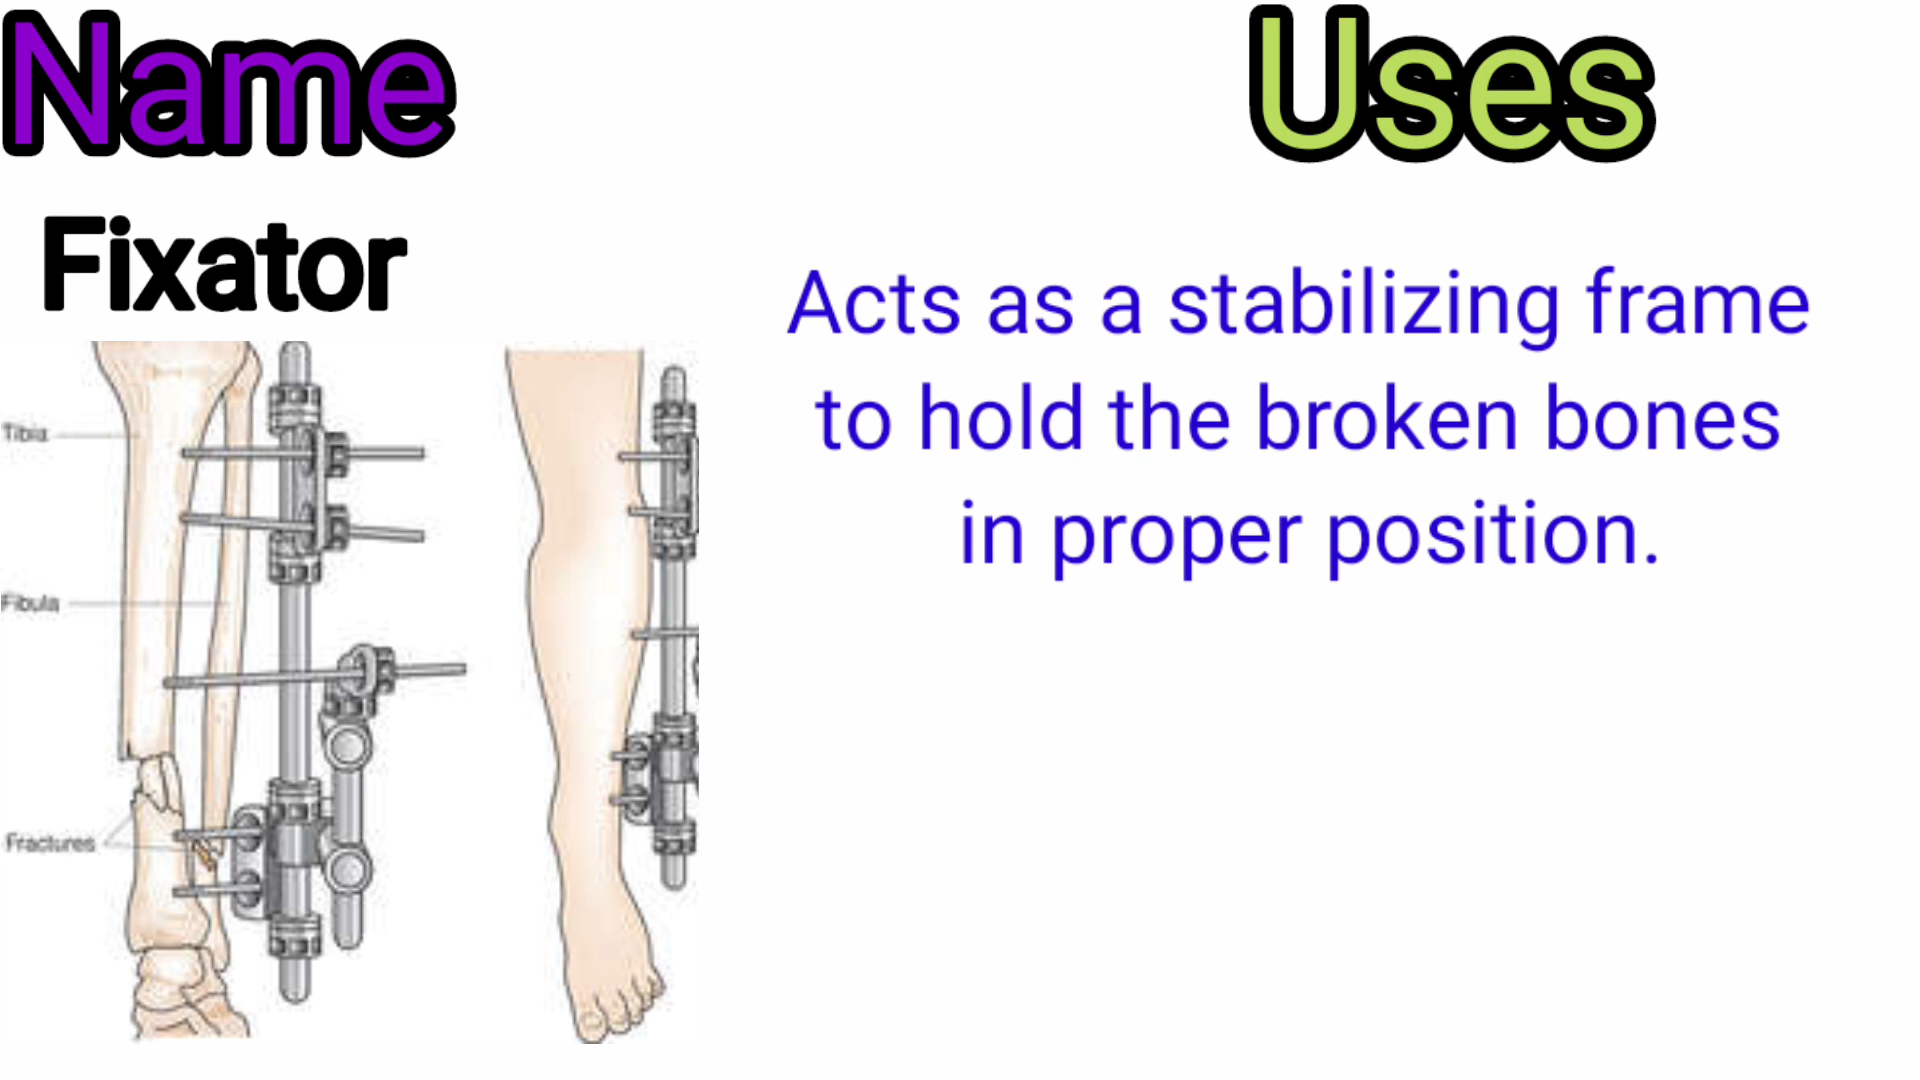 Name
Uses
Fixator
Acts as a stabilizing frame
to hold the broken bones
in proper position.
Tibia
Fibula
Fractures